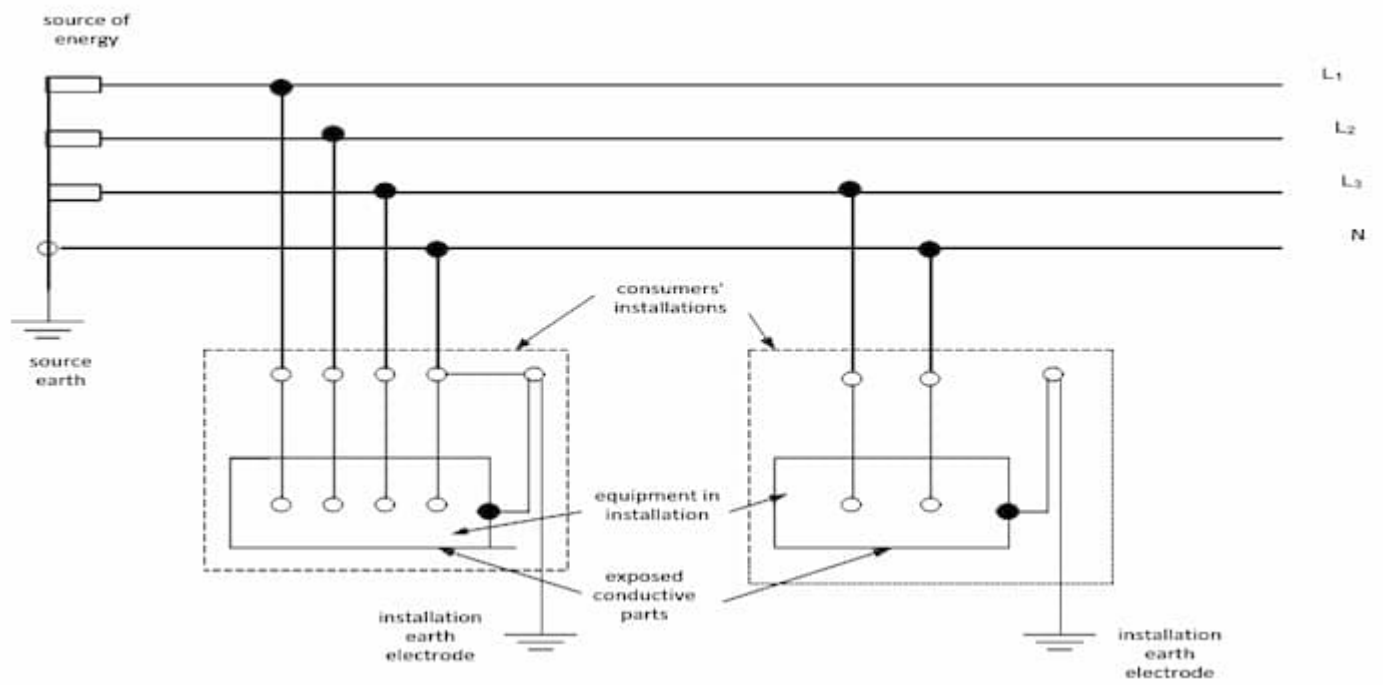 source of
energy
L₁
L₂
L₃
N
source
earth
consumers'
installations
equipment in
installation
exposed
conductive
parts
installation
earth
electrode
installation
earth
electrode